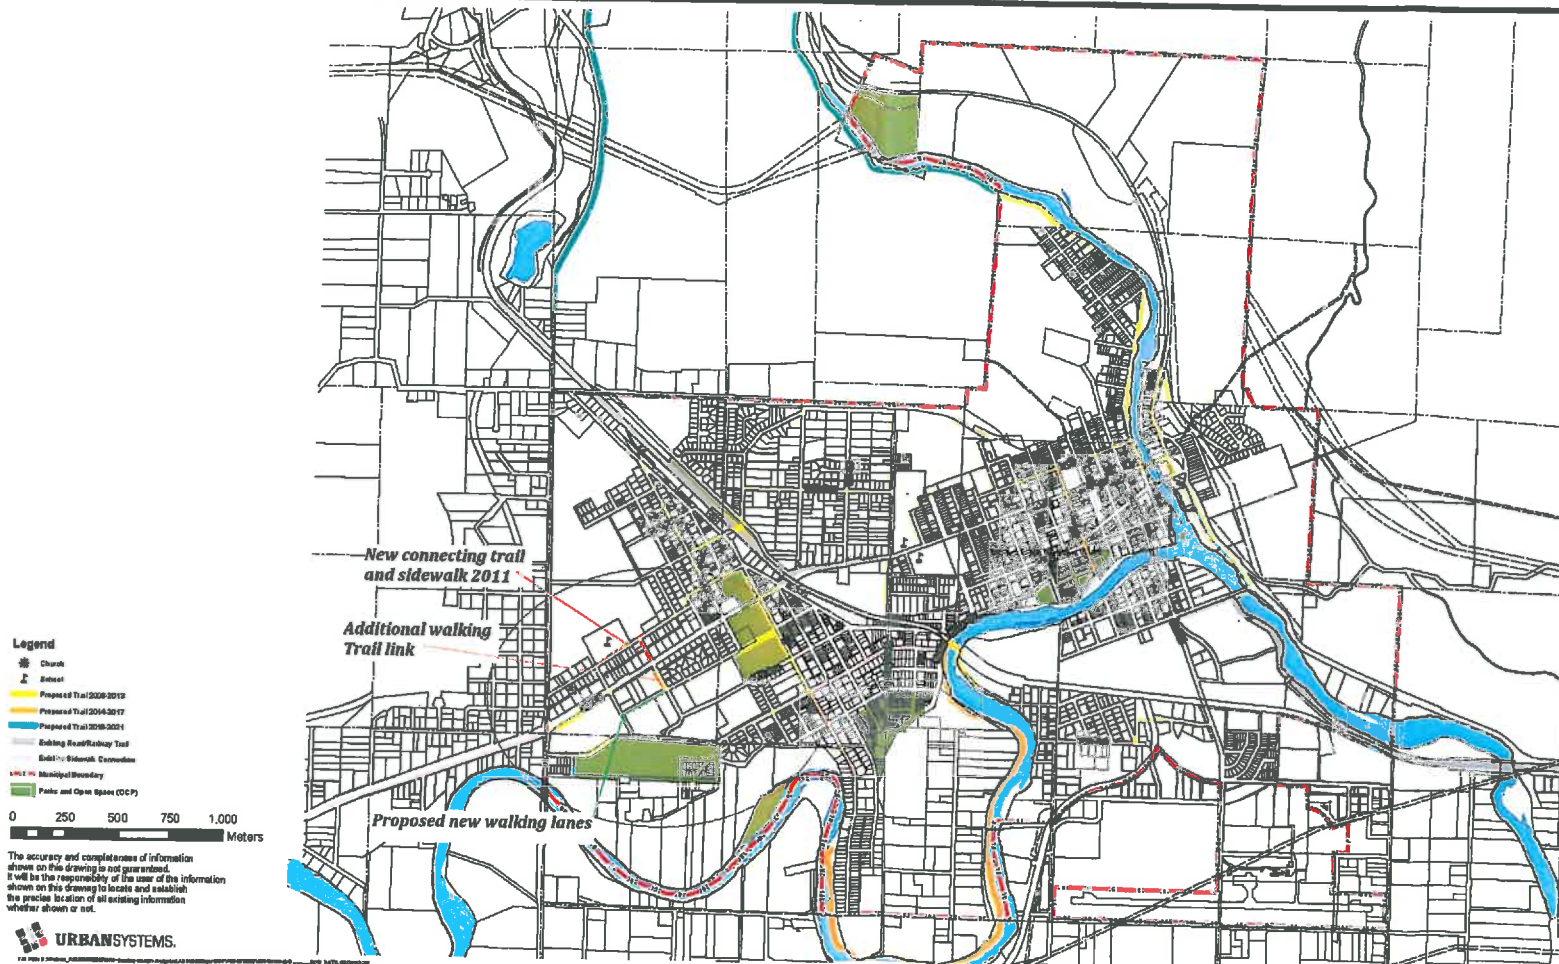 New connecting trail
and sidewalk 2011
Additional walking
Trail link
Legend
Church
School
Proposed Trail 2009-2013
Proposed Trail 2014-2017
Proposed Trail 2018-2021
Existing Road/Railway Trail
Existing Sidewalk Connection
Municipal Boundary
Parks and Open Space (OCP)
0 250 500 750 1,000
Meters
Proposed new walking lanes
The accuracy and completeness of information
shown on this drawing is not guaranteed.
It will be the responsibility of the user of the information
shown on this drawing to locate and establish
the precise location of all existing information
whether shown or not.
URBANSYSTEMS.